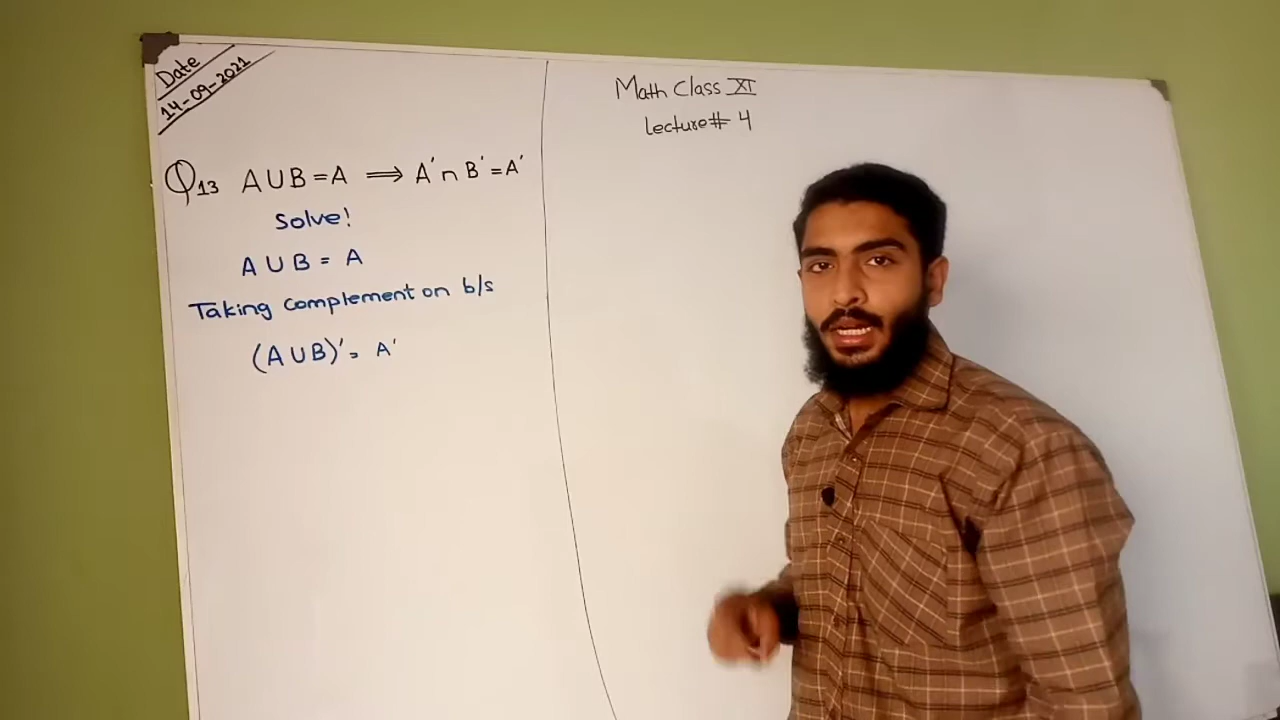 Date
14-09-2021
Math Class XI
Lecture# 4
Q13 A∪B=A ⟹ A'∩B'=A'
Solve!
A∪B = A
Taking complement on b/s
(A∪B)' = A'